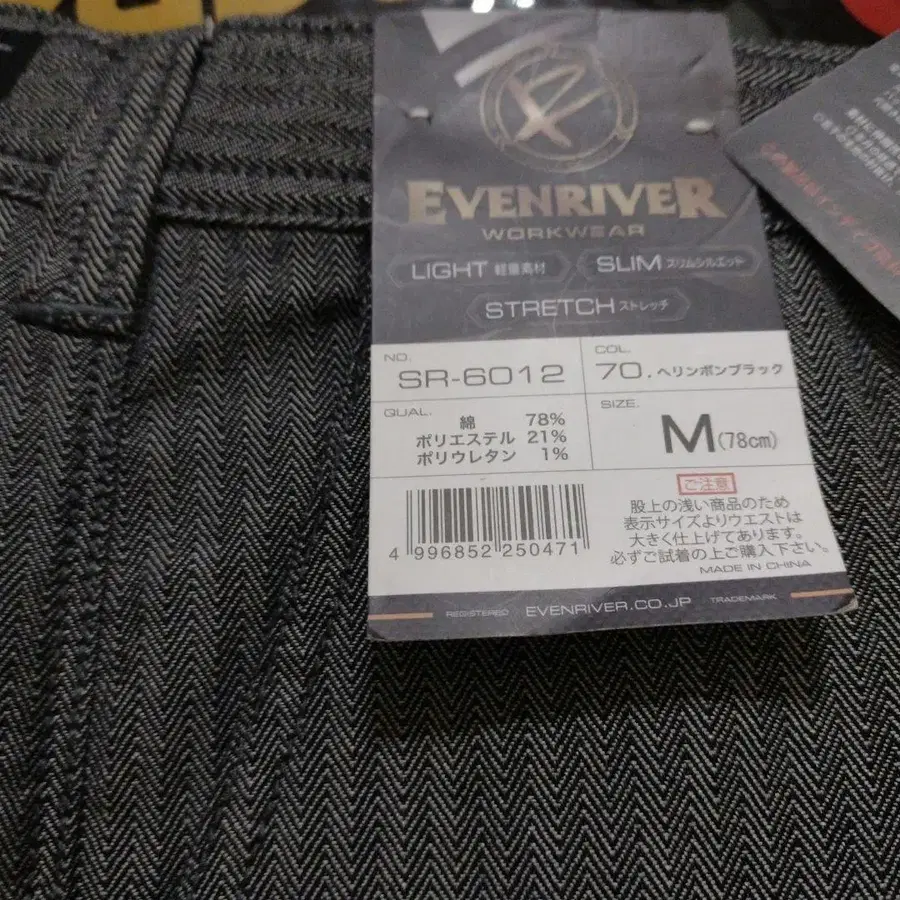 EVENRIVER
WORKWEAR
LIGHT 軽量素材
SLIM スリムシルエット
STRETCH ストレッチ
NO.
SR-6012
COL.
70.ヘリンボンブラック
QUAL.
綿 78%
ポリエステル 21%
ポリウレタン 1%
SIZE.
M(78cm)
ご注意
股上の浅い商品のため
表示サイズよりウエストは
大きく仕上げてあります。
必ずご試着の上ご購入下さい。
MADE IN CHINA
4 996852 250471
REGISTERED EVENRIVER.CO.JP TRADEMARK